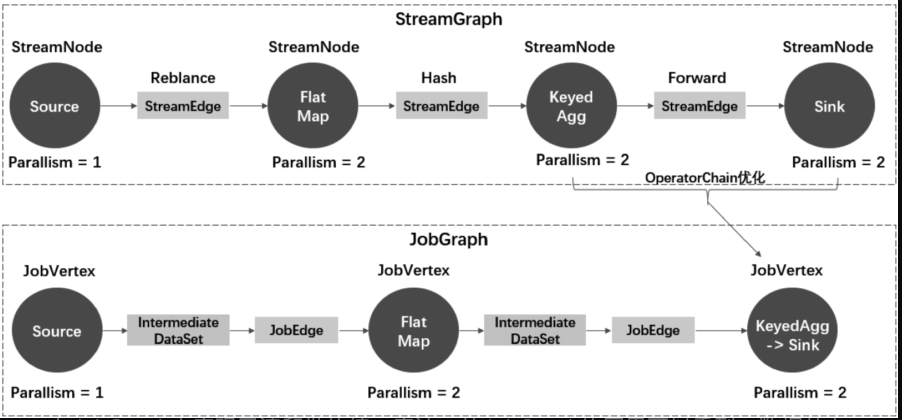 StreamGraph
StreamNode
StreamNode
StreamNode
StreamNode
Reblance
Hash
Forward
Source
StreamEdge
Flat
Map
StreamEdge
Keyed
Agg
StreamEdge
Sink
Parallism = 1
Parallism = 2
Parallism = 2
Parallism = 2
OperatorChain优化
JobGraph
JobVertex
JobVertex
JobVertex
Source
Intermediate
DataSet
JobEdge
Flat
Map
Intermediate
DataSet
JobEdge
KeyedAgg
-> Sink
Parallism = 1
Parallism = 2
Parallism = 2